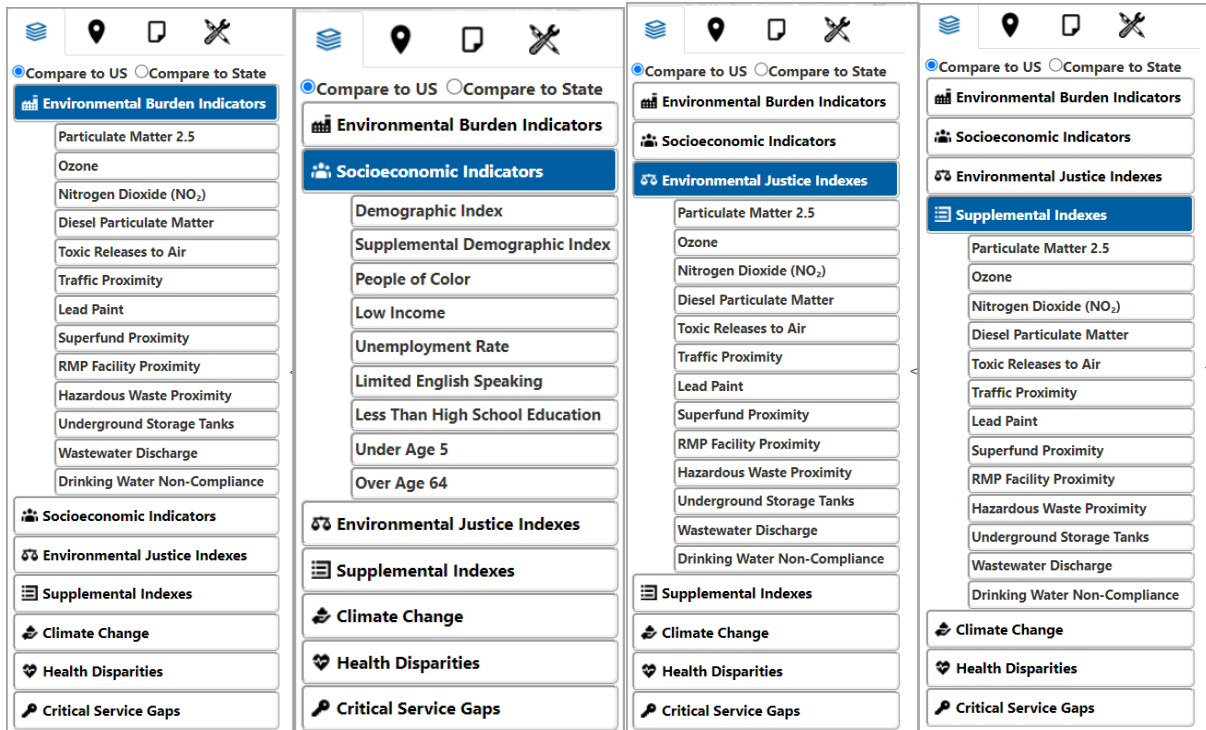 Compare to US Compare to State
Environmental Burden Indicators
Particulate Matter 2.5
Ozone
Nitrogen Dioxide (NO₂)
Diesel Particulate Matter
Toxic Releases to Air
Traffic Proximity
Lead Paint
Superfund Proximity
RMP Facility Proximity
Hazardous Waste Proximity
Underground Storage Tanks
Wastewater Discharge
Drinking Water Non-Compliance
Socioeconomic Indicators
Environmental Justice Indexes
Supplemental Indexes
Climate Change
Health Disparities
Critical Service Gaps
Compare to US Compare to State
Environmental Burden Indicators
Socioeconomic Indicators
Demographic Index
Supplemental Demographic Index
People of Color
Low Income
Unemployment Rate
Limited English Speaking
Less Than High School Education
Under Age 5
Over Age 64
Environmental Justice Indexes
Supplemental Indexes
Climate Change
Health Disparities
Critical Service Gaps
Compare to US Compare to State
Environmental Burden Indicators
Socioeconomic Indicators
Environmental Justice Indexes
Particulate Matter 2.5
Ozone
Nitrogen Dioxide (NO₂)
Diesel Particulate Matter
Toxic Releases to Air
Traffic Proximity
Lead Paint
Superfund Proximity
RMP Facility Proximity
Hazardous Waste Proximity
Underground Storage Tanks
Wastewater Discharge
Drinking Water Non-Compliance
Supplemental Indexes
Climate Change
Health Disparities
Critical Service Gaps
Compare to US Compare to State
Environmental Burden Indicators
Socioeconomic Indicators
Environmental Justice Indexes
Supplemental Indexes
Particulate Matter 2.5
Ozone
Nitrogen Dioxide (NO₂)
Diesel Particulate Matter
Toxic Releases to Air
Traffic Proximity
Lead Paint
Superfund Proximity
RMP Facility Proximity
Hazardous Waste Proximity
Underground Storage Tanks
Wastewater Discharge
Drinking Water Non-Compliance
Climate Change
Health Disparities
Critical Service Gaps